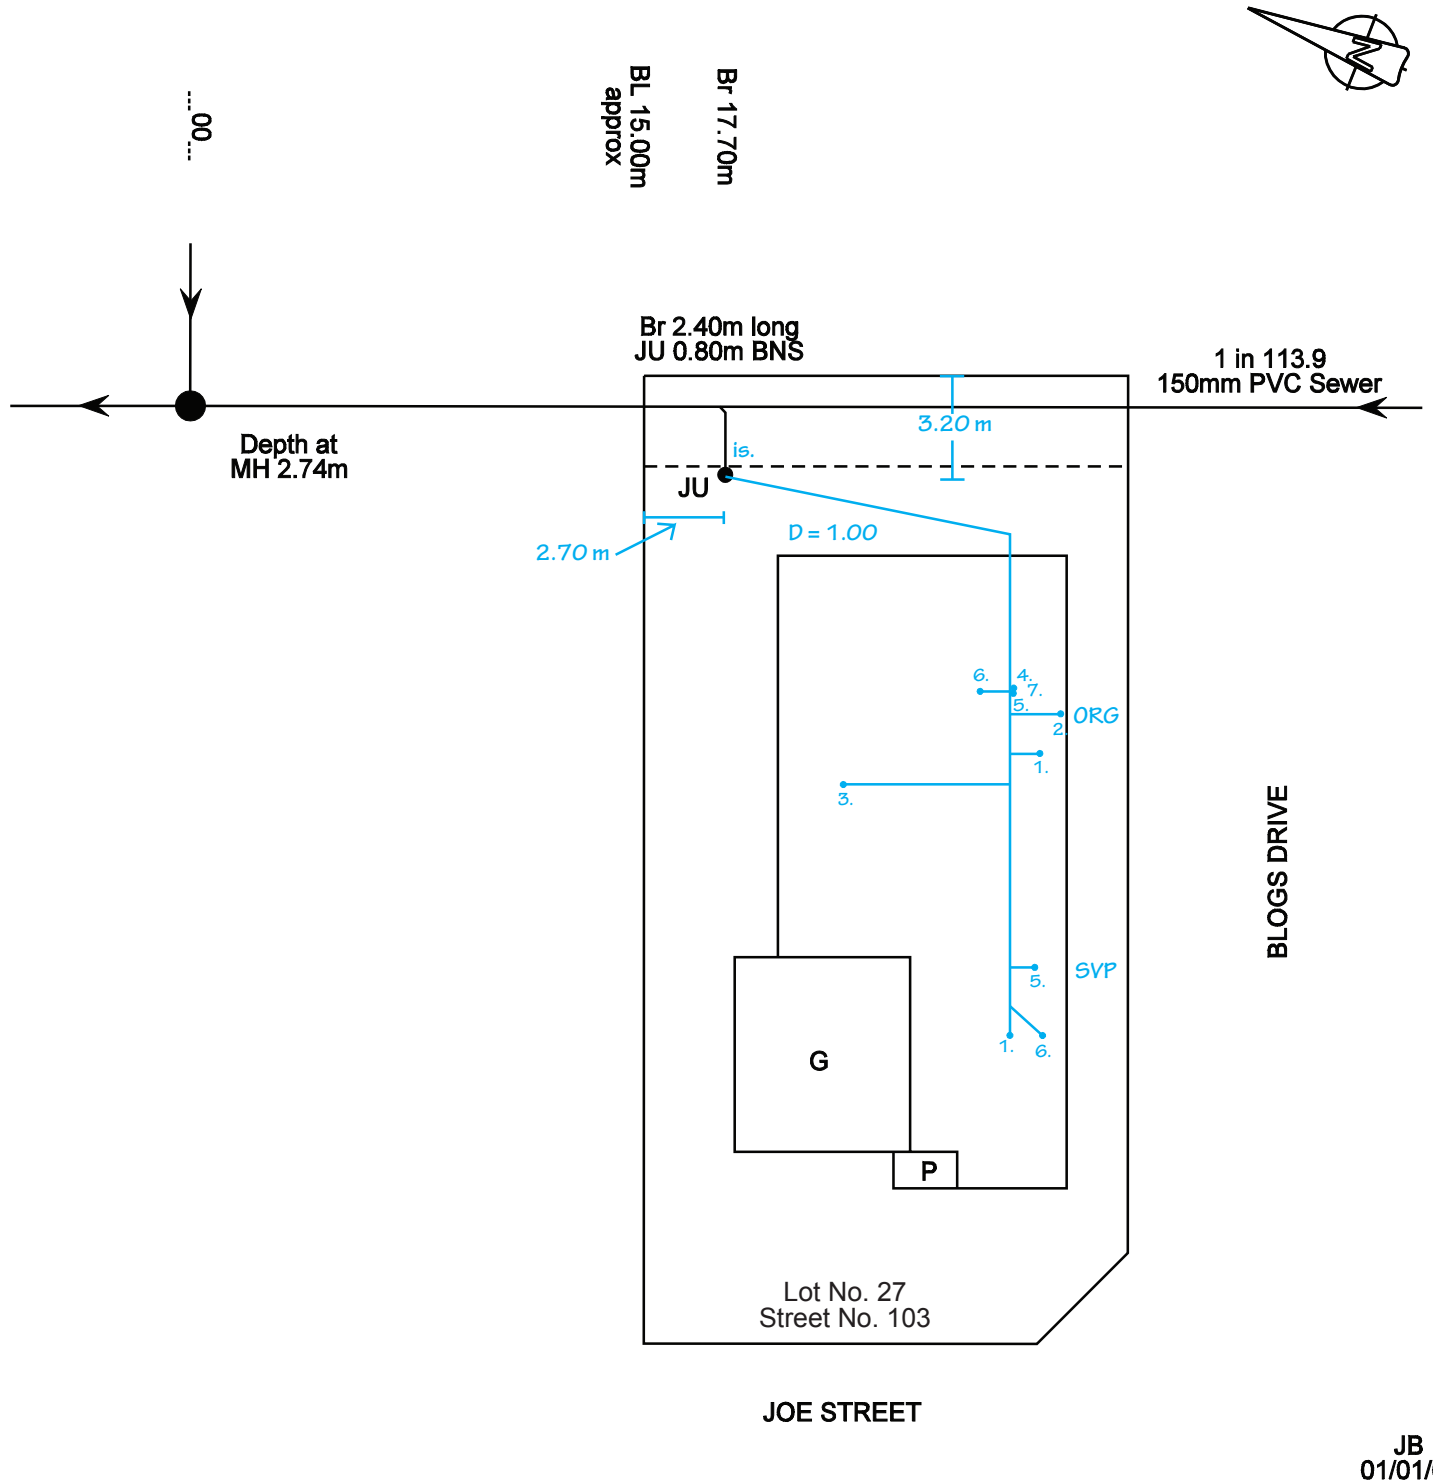 N
00
BL 15.00m
approx
Br 17.70m
Br 2.40m long
JU 0.80m BNS
1 in 113.9
150mm PVC Sewer
3.20 m
Depth at
MH 2.74m
is.
JU
D = 1.00
2.70 m
6.
4.
7.
5.
2.
ORG
1.
3.
BLOGS DRIVE
5.
SVP
1.
6.
G
P
Lot No. 27
Street No. 103
JOE STREET
JB
01/01/